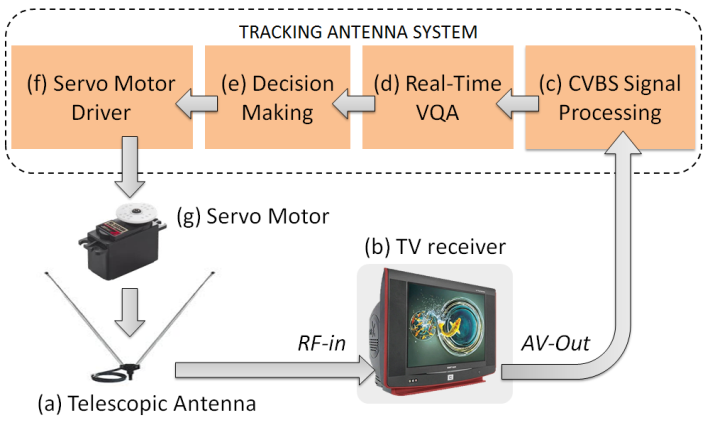 TRACKING ANTENNA SYSTEM
(f) Servo Motor
Driver
(e) Decision
Making
(d) Real-Time
VQA
(c) CVBS Signal
Processing
(g) Servo Motor
(b) TV receiver
RF-in
AV-Out
(a) Telescopic Antenna